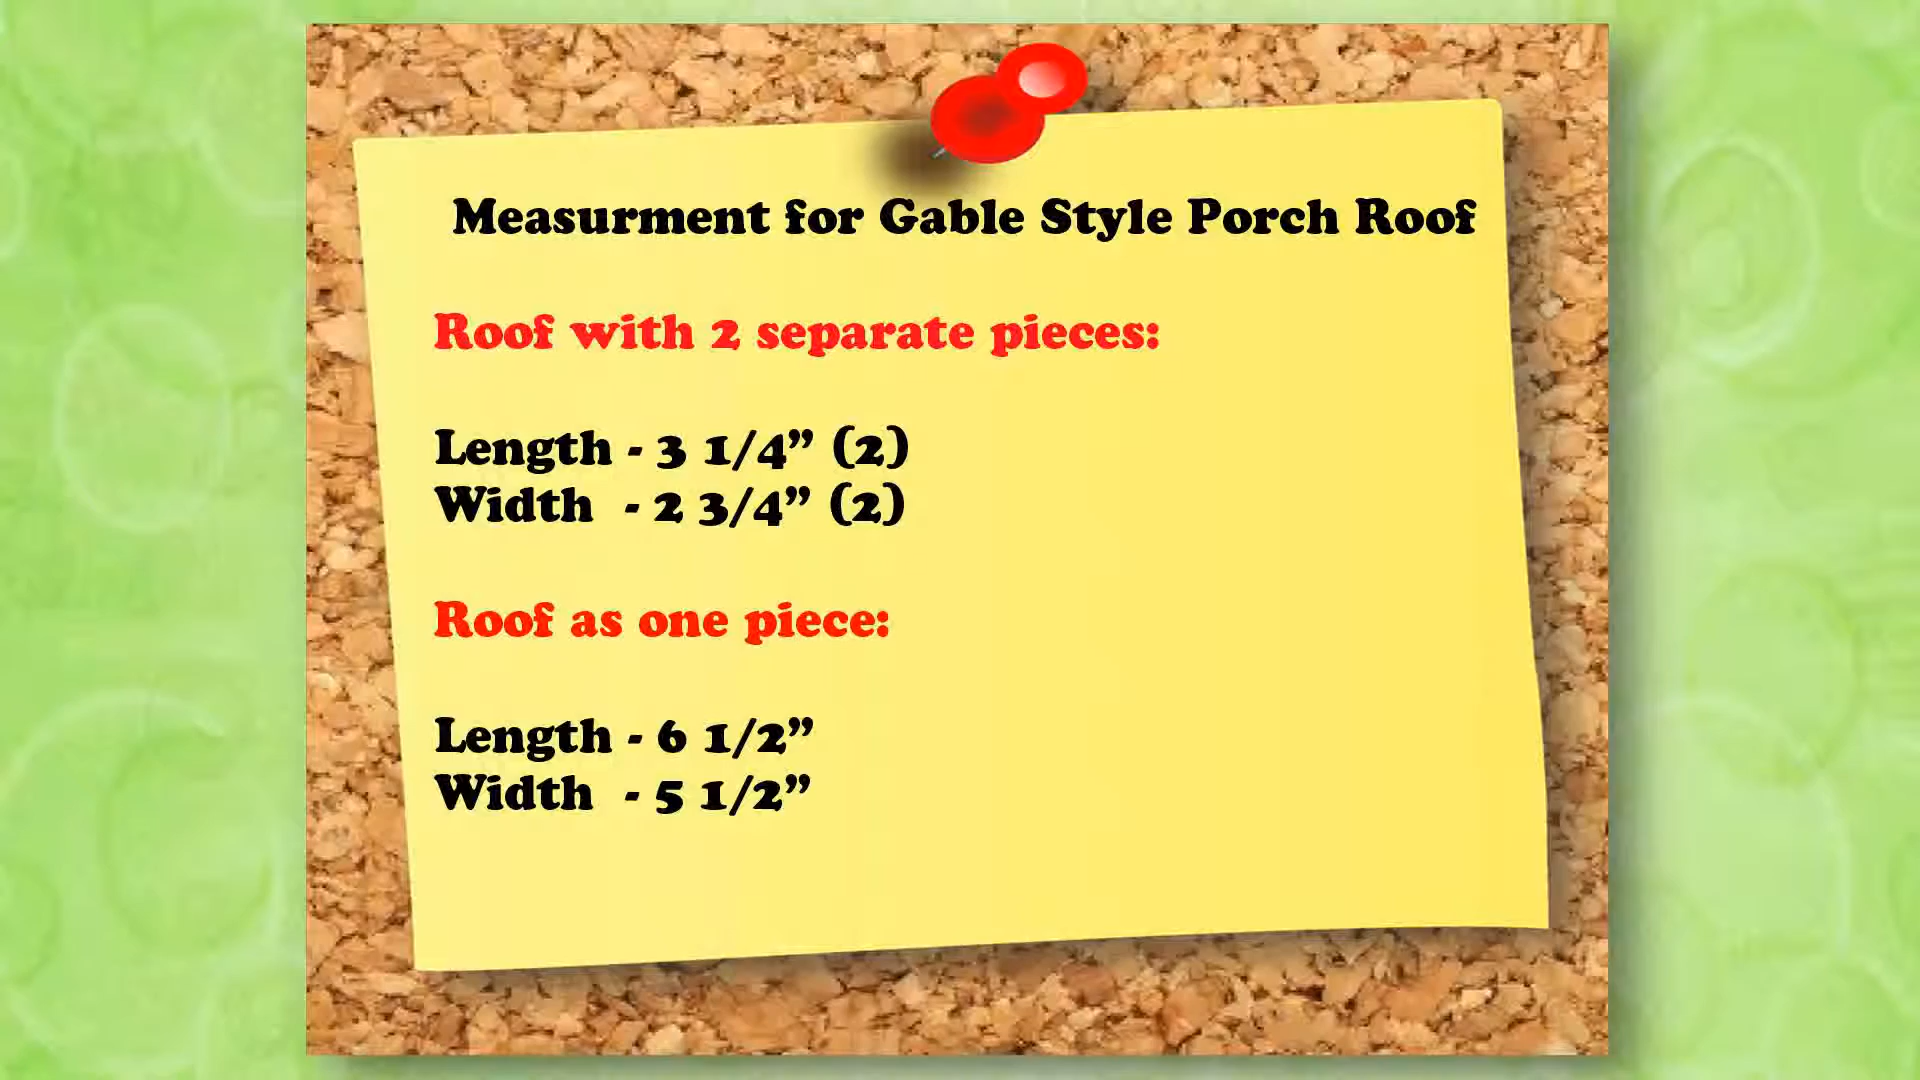 Measurment for Gable Style Porch Roof
Roof with 2 separate pieces:
Length - 3 1/4” (2)
Width - 2 3/4” (2)
Roof as one piece:
Length - 6 1/2”
Width - 5 1/2”